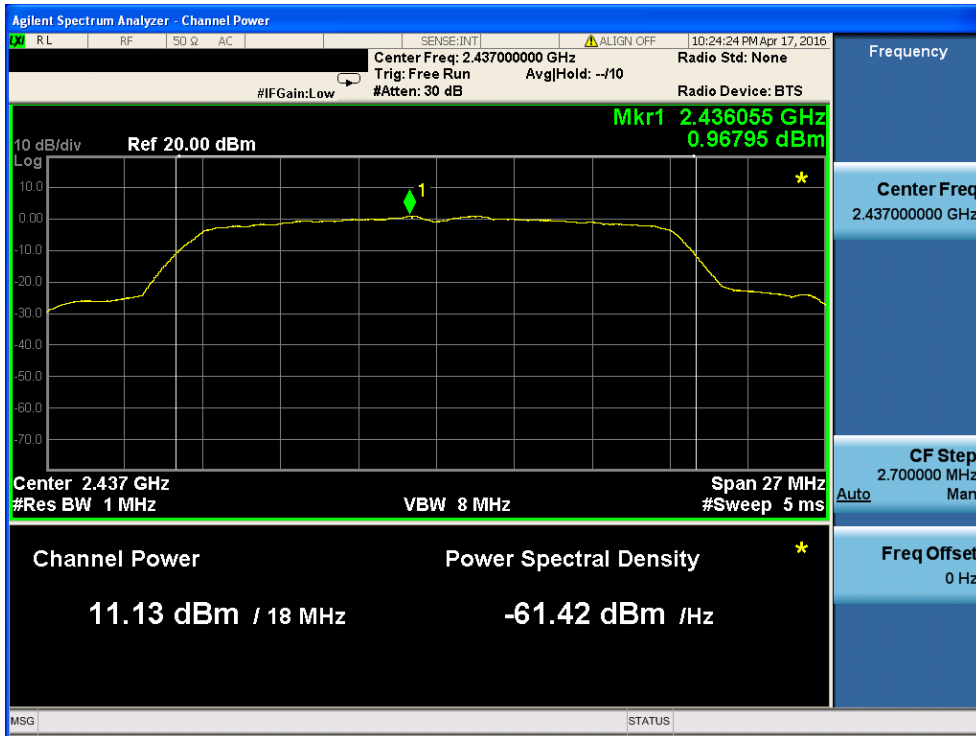 Agilent Spectrum Analyzer - Channel Power
LXI RL RF 50 Ω AC SENSE:INT ALIGN OFF 10:24:24 PM Apr 17, 2016
Center Freq: 2.437000000 GHz Radio Std: None
Trig: Free Run Avg|Hold: --/10
#IFGain:Low #Atten: 30 dB Radio Device: BTS
Mkr1 2.436055 GHz
0.96795 dBm
10 dB/div Ref 20.00 dBm
Log
10.0
1
0.00
-10.0
-20.0
-30.0
-40.0
-50.0
-60.0
-70.0
Center 2.437 GHz Span 27 MHz
#Res BW 1 MHz VBW 8 MHz #Sweep 5 ms
Channel Power Power Spectral Density
11.13 dBm / 18 MHz -61.42 dBm /Hz
MSG STATUS
Frequency
Center Freq
2.437000000 GHz
CF Step
2.700000 MHz
Auto Man
Freq Offset
0 Hz